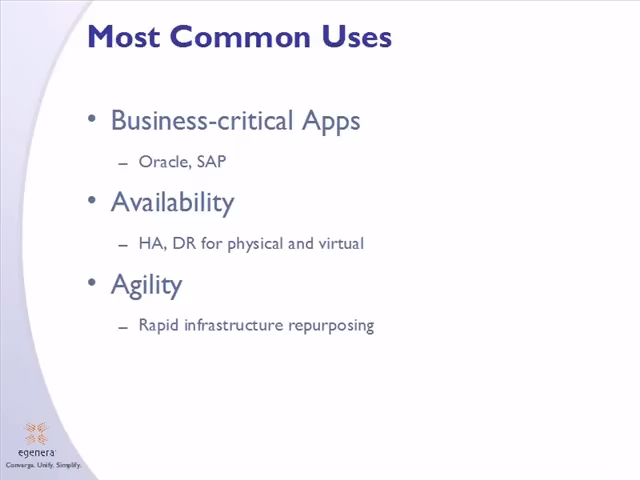 Most Common Uses
• Business-critical Apps
– Oracle, SAP
• Availability
– HA, DR for physical and virtual
• Agility
– Rapid infrastructure repurposing
egenera
Converge. Unify. Simplify.